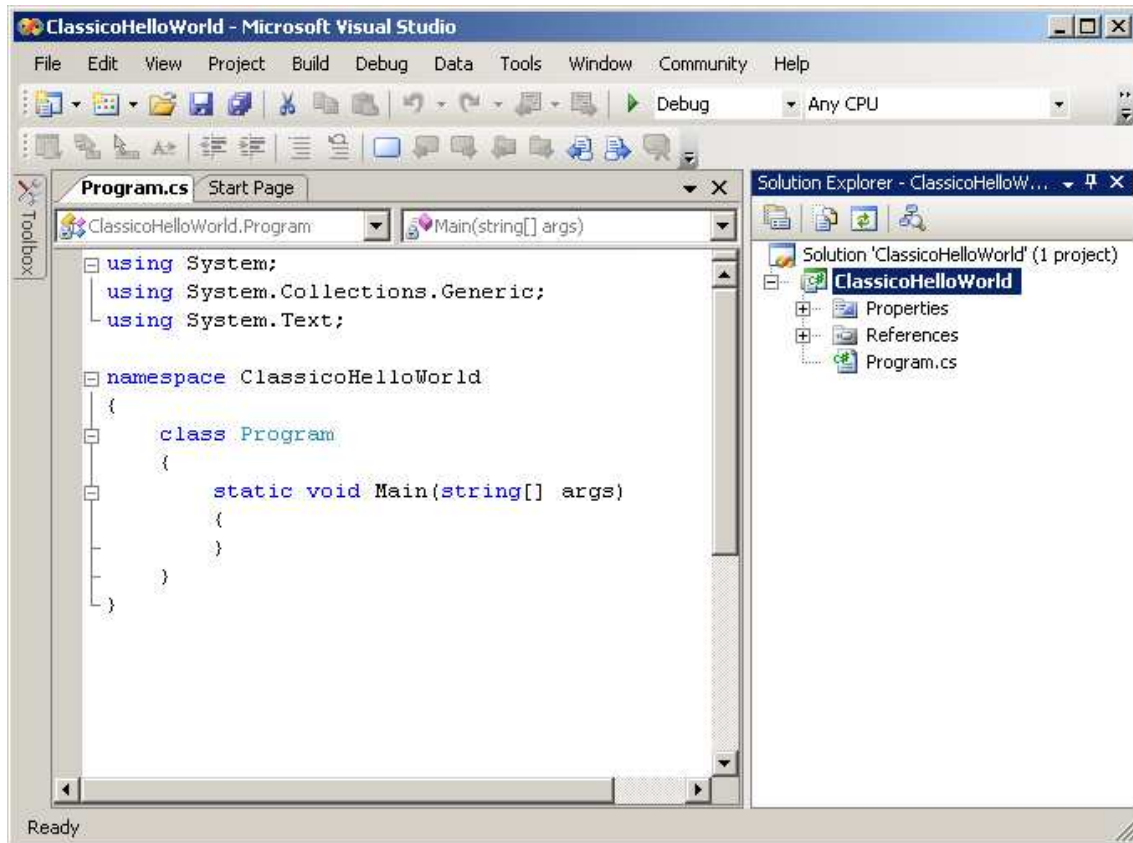 ClassicoHelloWorld - Microsoft Visual Studio
File Edit View Project Build Debug Data Tools Window Community Help
Debug Any CPU
Toolbox
Program.cs Start Page
ClassicoHelloWorld.Program Main(string[] args)
using System;
using System.Collections.Generic;
using System.Text;
namespace ClassicoHelloWorld
{
class Program
{
static void Main(string[] args)
{
}
}
}
Solution Explorer - ClassicoHelloW...
Solution 'ClassicoHelloWorld' (1 project)
ClassicoHelloWorld
Properties
References
Program.cs
Ready